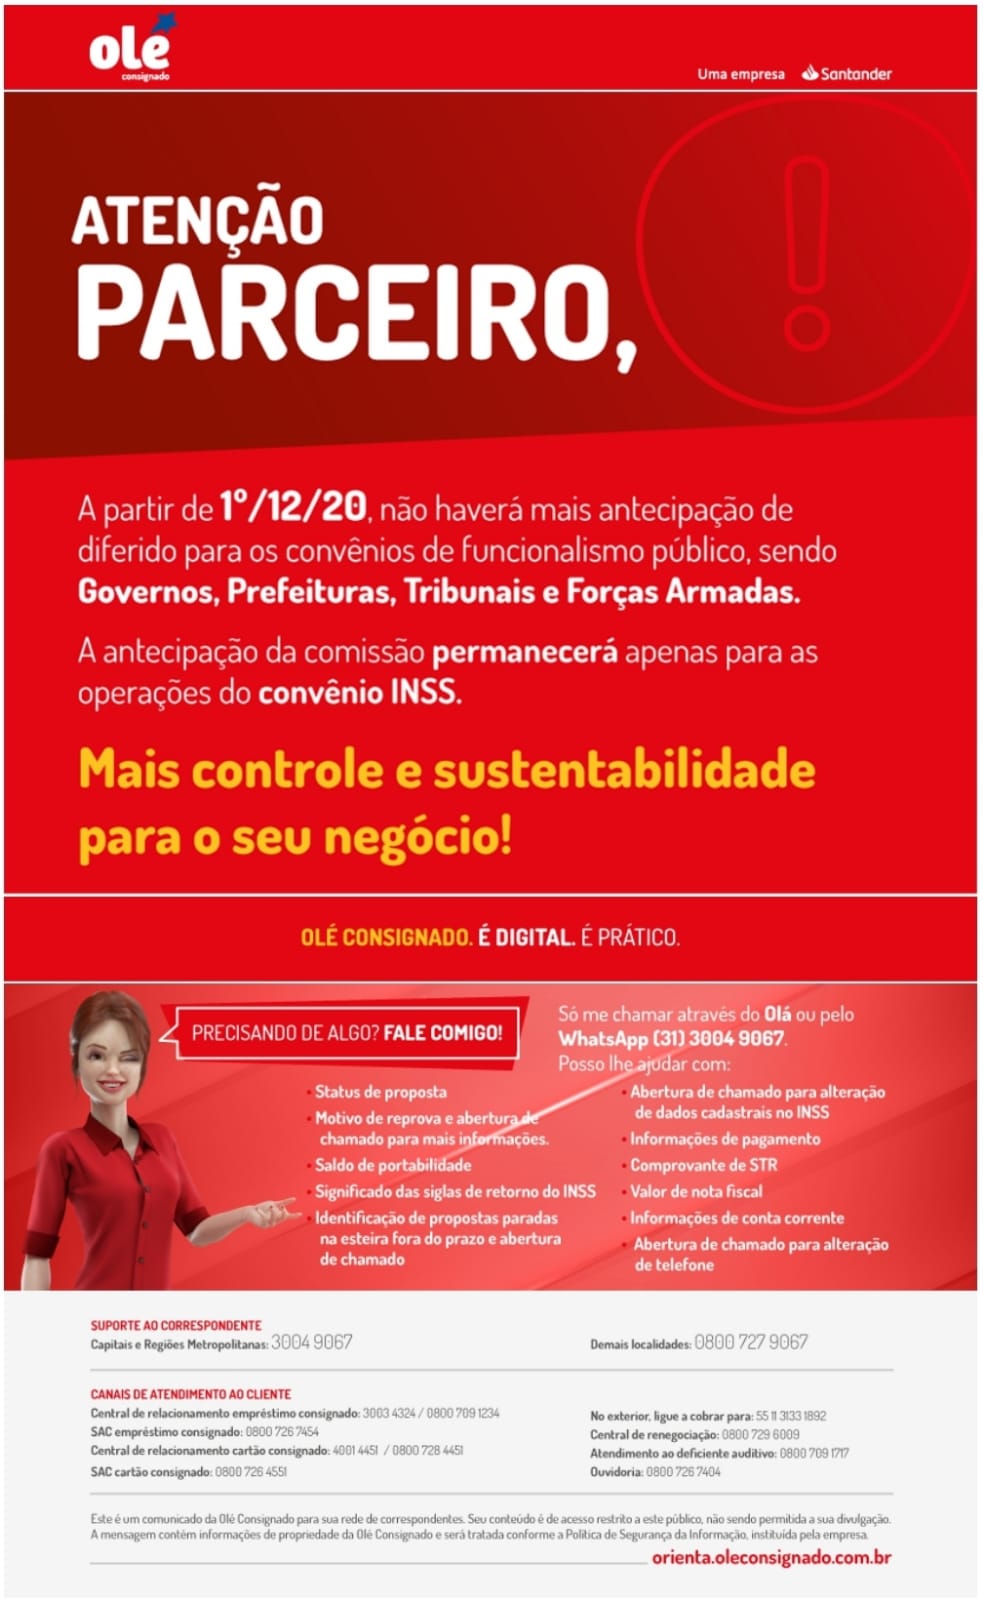 olé
consignado
Uma empresa Santander
ATENÇÃO
PARCEIRO,
A partir de 1º/12/20, não haverá mais antecipação de
diferido para os convênios de funcionalismo público, sendo
Governos, Prefeituras, Tribunais e Forças Armadas.
A antecipação da comissão permanecerá apenas para as
operações do convênio INSS.
Mais controle e sustentabilidade
para o seu negócio!
OLÉ CONSIGNADO. É DIGITAL. É PRÁTICO.
PRECISANDO DE ALGO? FALE COMIGO!
Só me chamar através do Olá ou pelo
WhatsApp (31) 3004 9067.
Posso lhe ajudar com:
• Status de proposta
• Motivo de reprova e abertura de
chamado para mais informações.
• Saldo de portabilidade
• Significado das siglas de retorno do INSS
• Identificação de propostas paradas
na esteira fora do prazo e abertura
de chamado
• Abertura de chamado para alteração
de dados cadastrais no INSS
• Informações de pagamento
• Comprovante de STR
• Valor de nota fiscal
• Informações de conta corrente
• Abertura de chamado para alteração
de telefone
SUPORTE AO CORRESPONDENTE
Capitais e Regiões Metropolitanas: 3004 9067
Demais localidades: 0800 727 9067
CANAIS DE ATENDIMENTO AO CLIENTE
Central de relacionamento empréstimo consignado: 3003 4324 / 0800 709 1234
SAC empréstimo consignado: 0800 726 7454
Central de relacionamento cartão consignado: 4001 4451 / 0800 728 4451
SAC cartão consignado: 0800 726 4551
No exterior, ligue a cobrar para: 55 11 3133 1892
Central de renegociação: 0800 729 6009
Atendimento ao deficiente auditivo: 0800 709 1717
Ouvidoria: 0800 726 7404
Este é um comunicado da Olé Consignado para sua rede de correspondentes. Seu conteúdo é de acesso restrito a este público, não sendo permitida a sua divulgação.
A mensagem contém informações de propriedade da Olé Consignado e será tratada conforme a Política de Segurança da Informação, instituída pela empresa.
orienta.oleconsignado.com.br